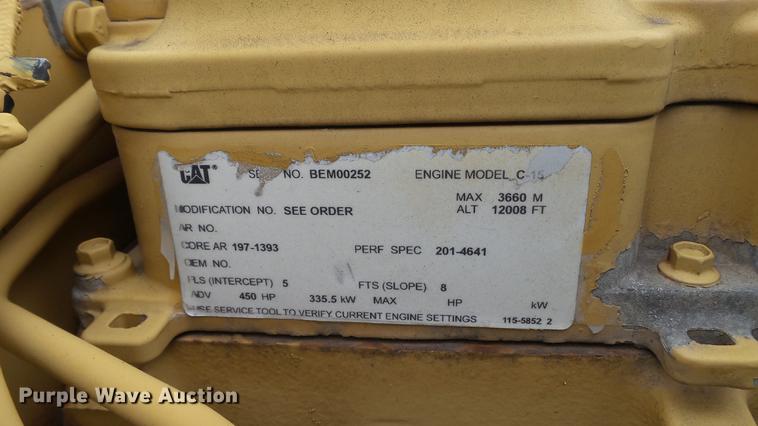 CAT® NO. BEM00252 ENGINE MODEL C-15
MAX 3660 M
MODIFICATION NO. SEE ORDER ALT 12008 FT
AR NO.
CORE AR 197-1393 PERF SPEC 201-4641
OEM NO.
FLS (INTERCEPT) 5 FTS (SLOPE) 8
ADV 450 HP 335.5 kW MAX HP kW
USE SERVICE TOOL TO VERIFY CURRENT ENGINE SETTINGS 115-5852 2
Purple Wave Auction